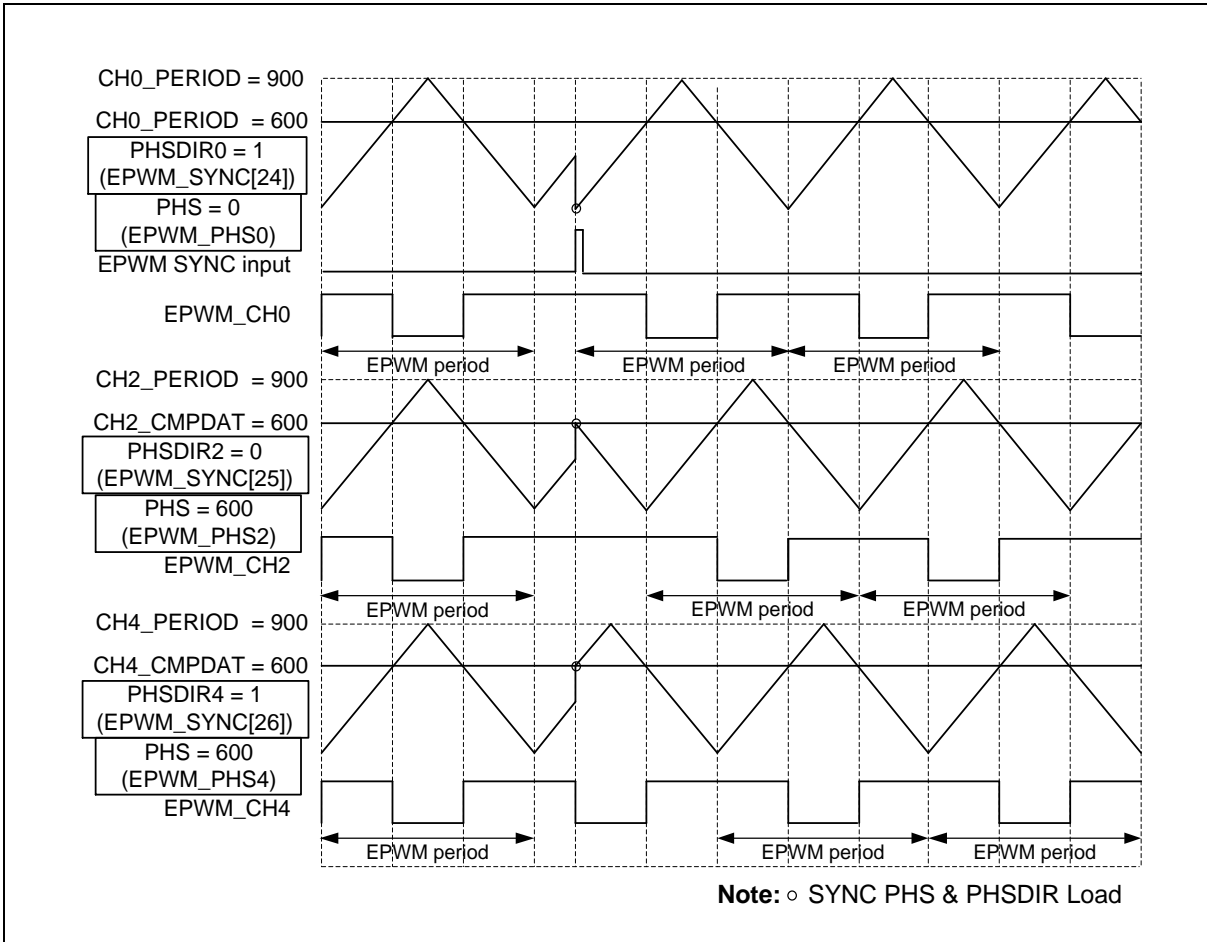 CH0_PERIOD = 900
CH0_PERIOD = 600
PHSDIR0 = 1
(EPWM_SYNC[24])
PHS = 0
(EPWM_PHS0)
EPWM SYNC input
EPWM_CH0
EPWM period
EPWM period
EPWM period
CH2_PERIOD = 900
CH2_CMPDAT = 600
PHSDIR2 = 0
(EPWM_SYNC[25])
PHS = 600
(EPWM_PHS2)
EPWM_CH2
EPWM period
EPWM period
EPWM period
CH4_PERIOD = 900
CH4_CMPDAT = 600
PHSDIR4 = 1
(EPWM_SYNC[26])
PHS = 600
(EPWM_PHS4)
EPWM_CH4
EPWM period
EPWM period
EPWM period
Note: ○ SYNC PHS & PHSDIR Load